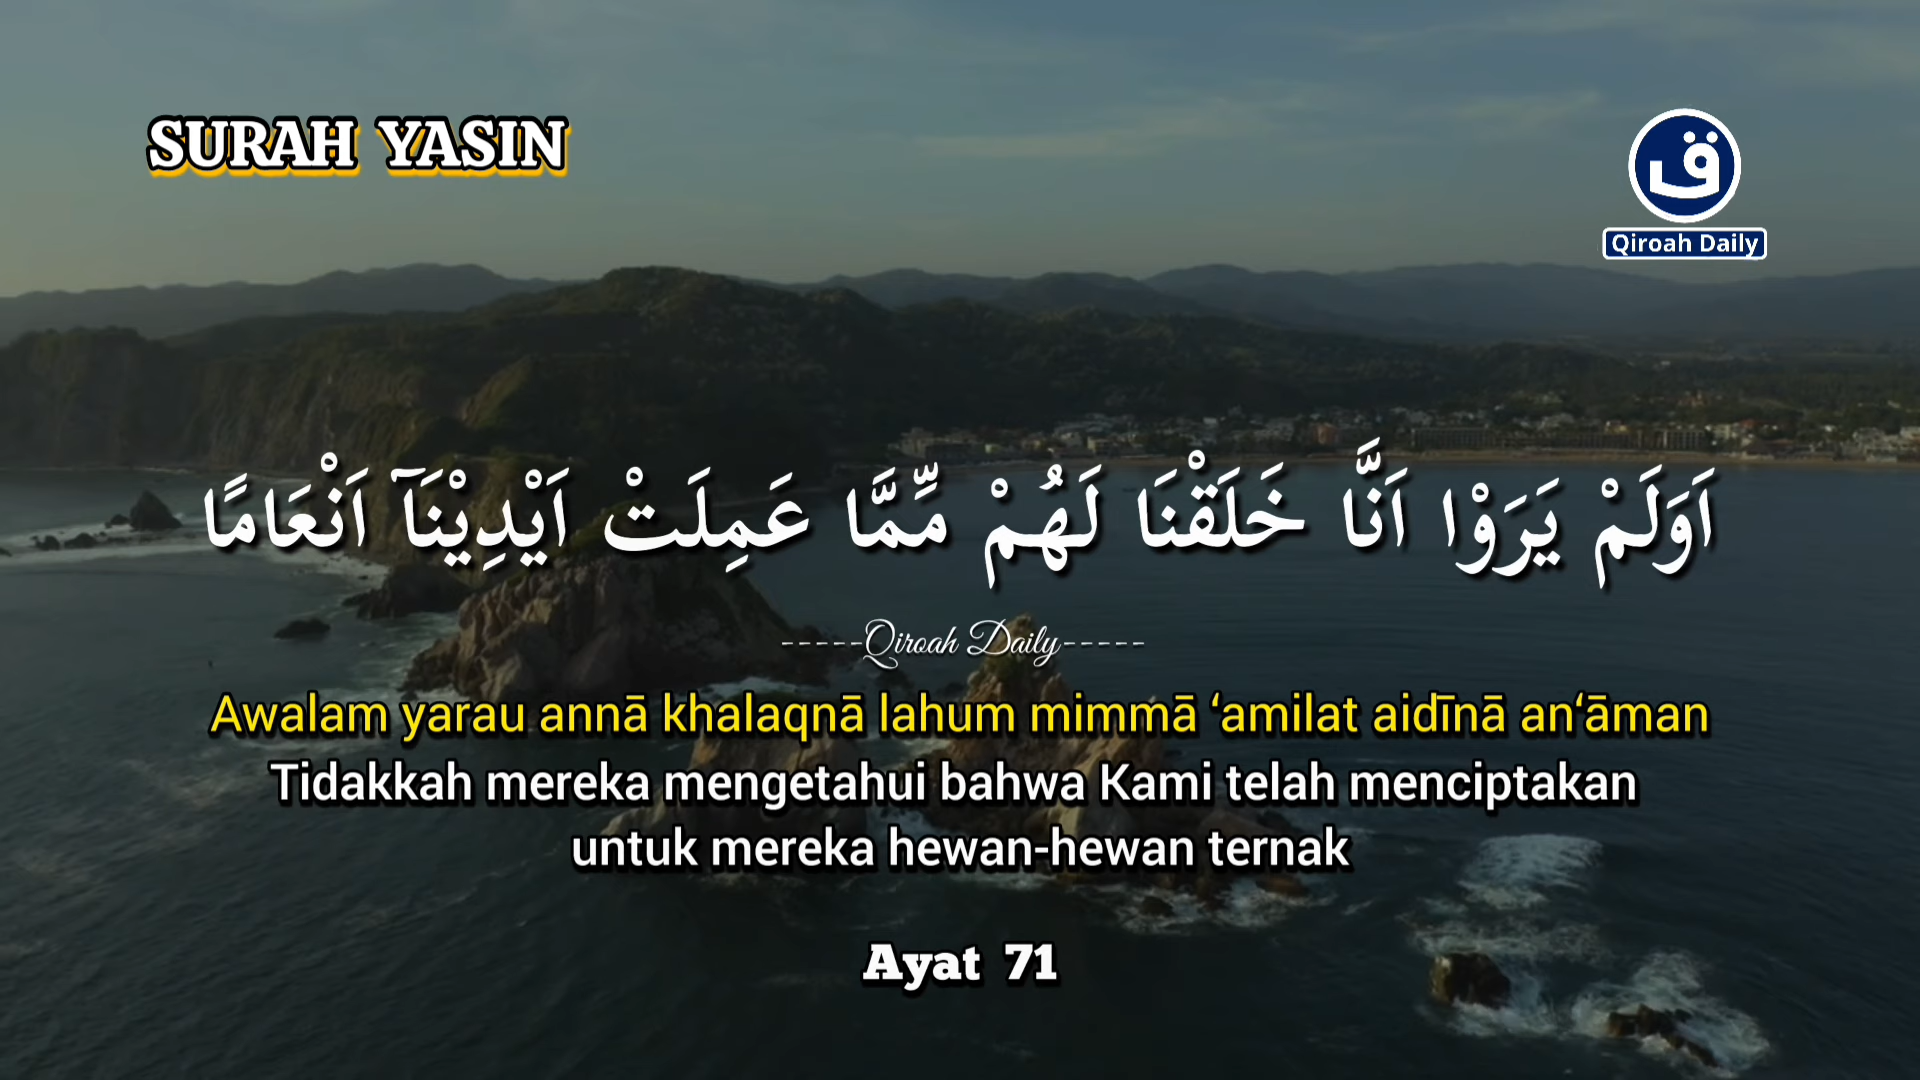 SURAH YASIN
ق
Qiroah Daily
اَوَلَمْ يَرَوْا اَنَّا خَلَقْنَا لَهُمْ مِّمَّا عَمِلَتْ اَيْدِيْنَآ اَنْعَامًا
-----Qiroah Daily-----
Awalam yarau annā khalaqnā lahum mimmā ‘amilat aidīnā an‘āman
Tidakkah mereka mengetahui bahwa Kami telah menciptakan
untuk mereka hewan-hewan ternak
Ayat 71